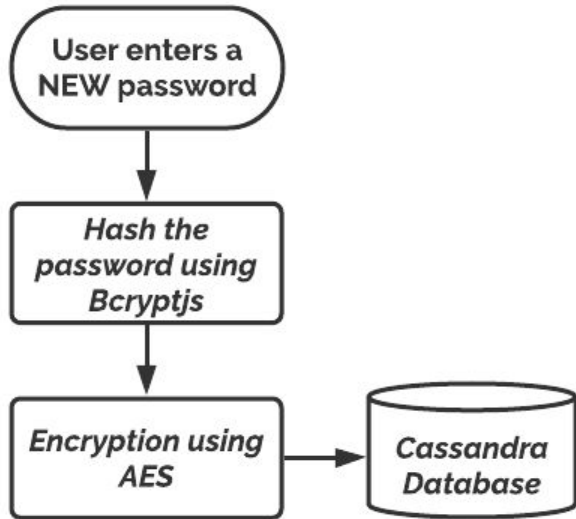 User enters a
NEW password
Hash the
password using
Bcryptjs
Encryption using
AES
Cassandra
Database